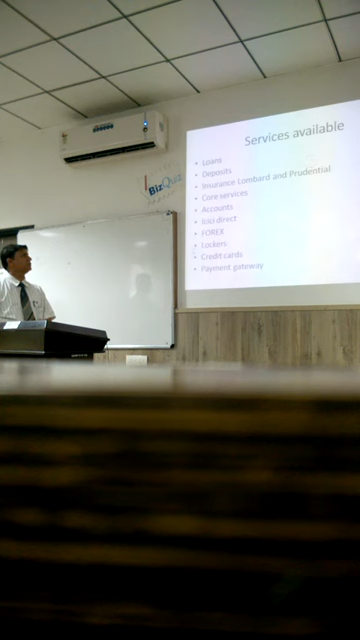 Services available
• Loans
• Deposits
• Insurance Lombard and Prudential
• Core services
• Accounts
• Icici direct
• FOREX
• Lockers
• Credit cards
• Payment gateway
BizQuiz